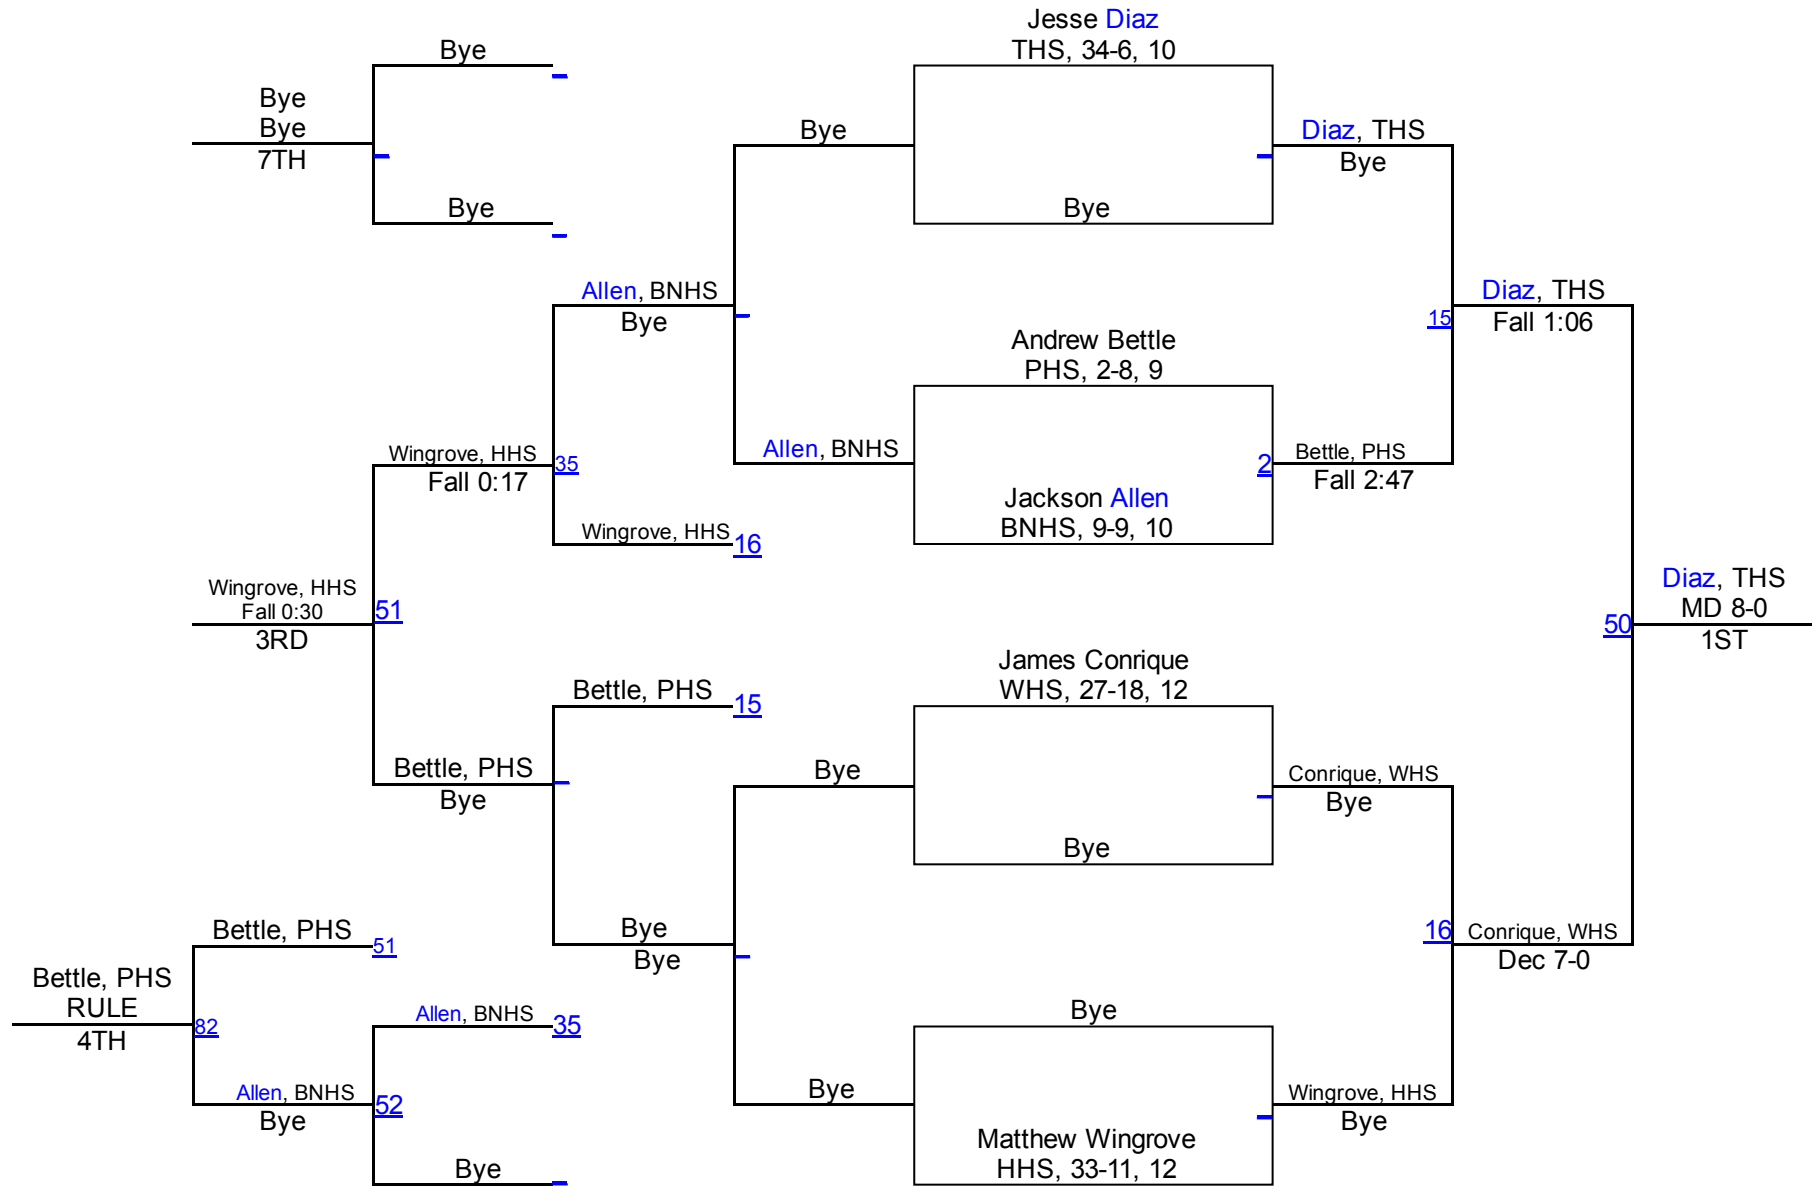 Jesse Diaz
THS, 34-6, 10
Bye
Bye
Bye
7TH
Bye
Bye
Diaz, THS
Bye
Bye
Bye
Allen, BNHS
Bye
Diaz, THS
15
Fall 1:06
Andrew Bettle
PHS, 2-8, 9
Wingrove, HHS
35
Fall 0:17
Allen, BNHS
2
Bettle, PHS
Fall 2:47
Jackson Allen
BNHS, 9-9, 10
Wingrove, HHS
16
Wingrove, HHS
Fall 0:30
51
3RD
Diaz, THS
MD 8-0
50
1ST
James Conrique
WHS, 27-18, 12
Bettle, PHS
15
Bettle, PHS
Bye
Bye
Conrique, WHS
Bye
Bye
Bettle, PHS
51
Bye
Bye
16
Conrique, WHS
Dec 7-0
Bettle, PHS
RULE
82
4TH
Allen, BNHS
35
Bye
Allen, BNHS
52
Bye
Bye
Wingrove, HHS
Bye
Matthew Wingrove
HHS, 33-11, 12
Bye